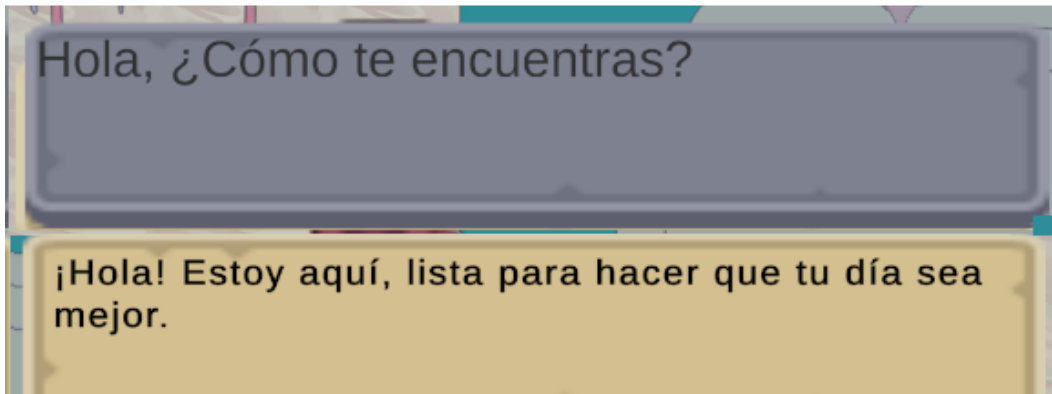 Hola, ¿Cómo te encuentras?
¡Hola! Estoy aquí, lista para hacer que tu día sea
mejor.